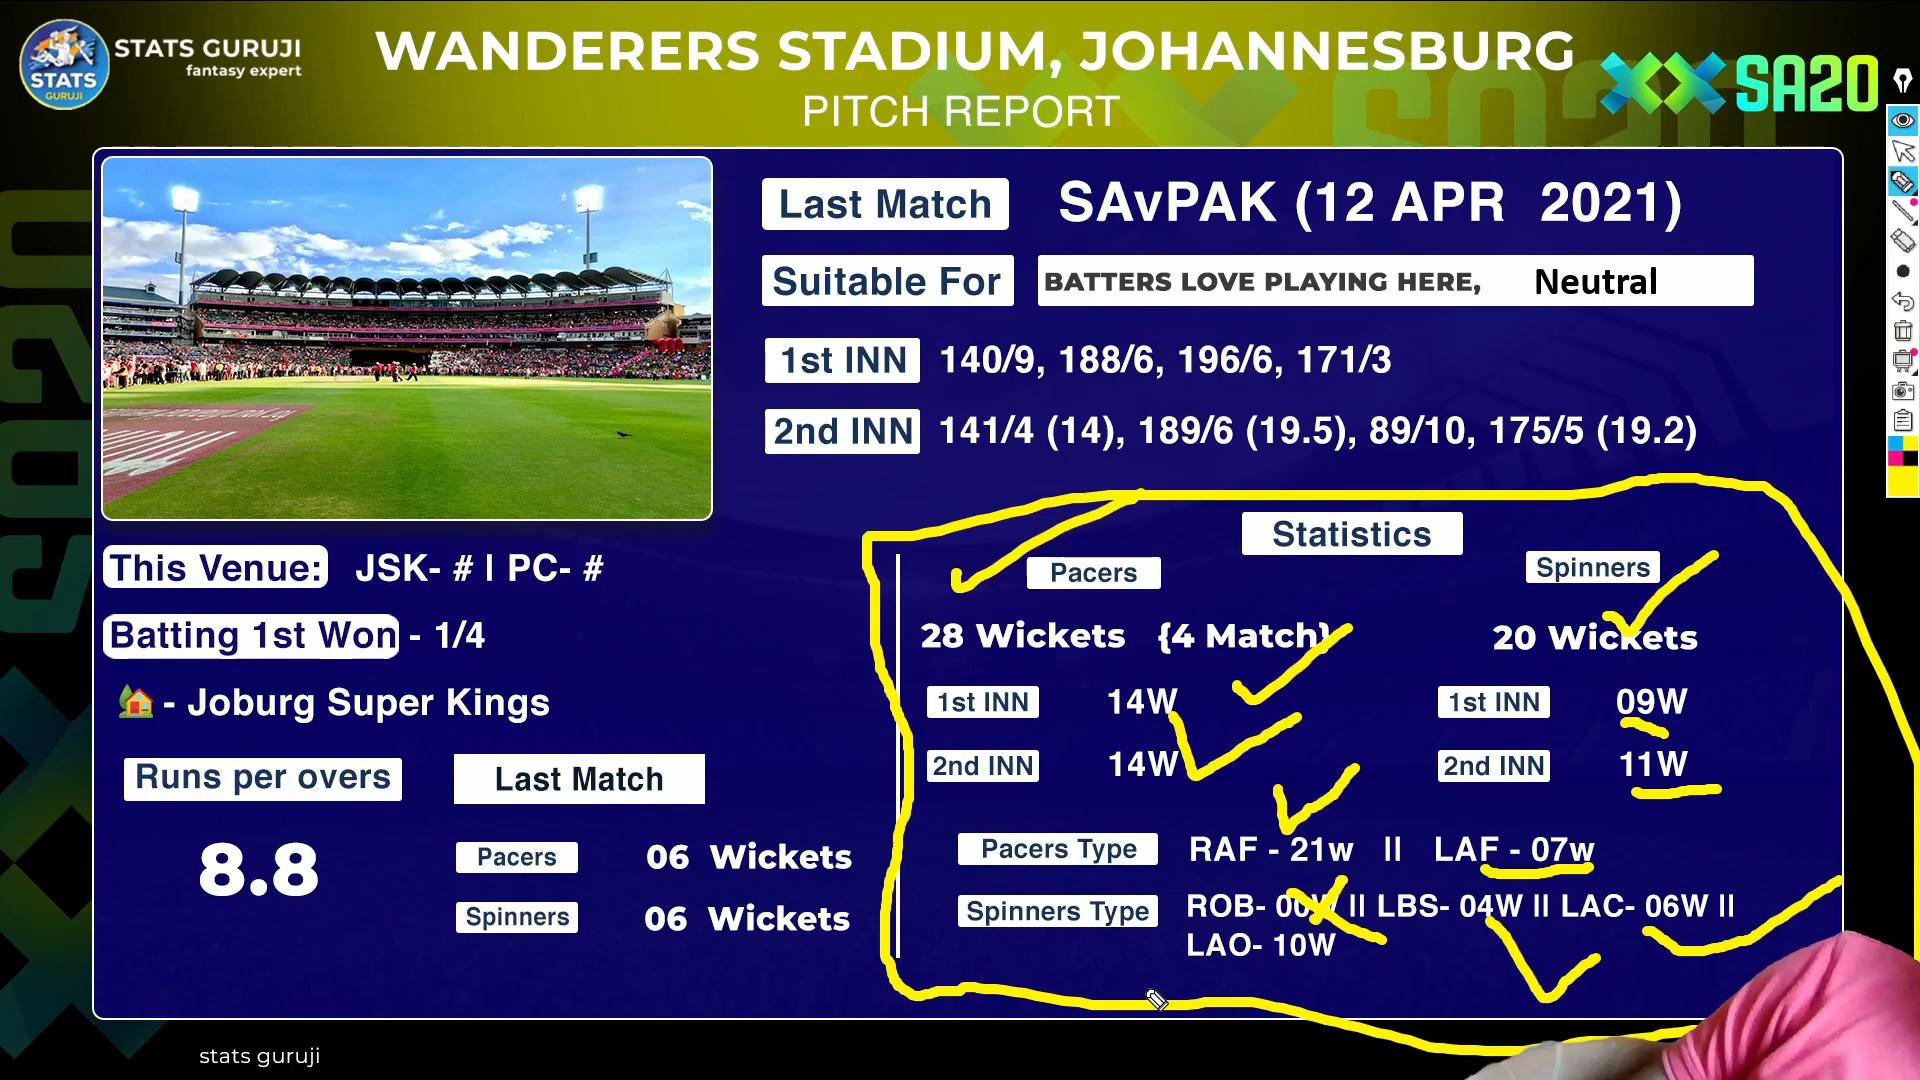 STATS GURUJI
fantasy expert
STATS
GURUJI
WANDERERS STADIUM, JOHANNESBURG
PITCH REPORT
SA20
Last Match SAvPAK (12 APR 2021)
Suitable For BATTERS LOVE PLAYING HERE, Neutral
1st INN 140/9, 188/6, 196/6, 171/3
2nd INN 141/4 (14), 189/6 (19.5), 89/10, 175/5 (19.2)
This Venue: JSK- # I PC- #
Batting 1st Won - 1/4
- Joburg Super Kings
Runs per overs Last Match
8.8
Pacers 06 Wickets
Spinners 06 Wickets
Statistics
Pacers Spinners
28 Wickets {4 Match} 20 Wickets
1st INN 14W 1st INN 09W
2nd INN 14W 2nd INN 11W
Pacers Type RAF - 21w II LAF - 07w
Spinners Type ROB- 00W II LBS- 04W II LAC- 06W II
LAO- 10W
stats guruji